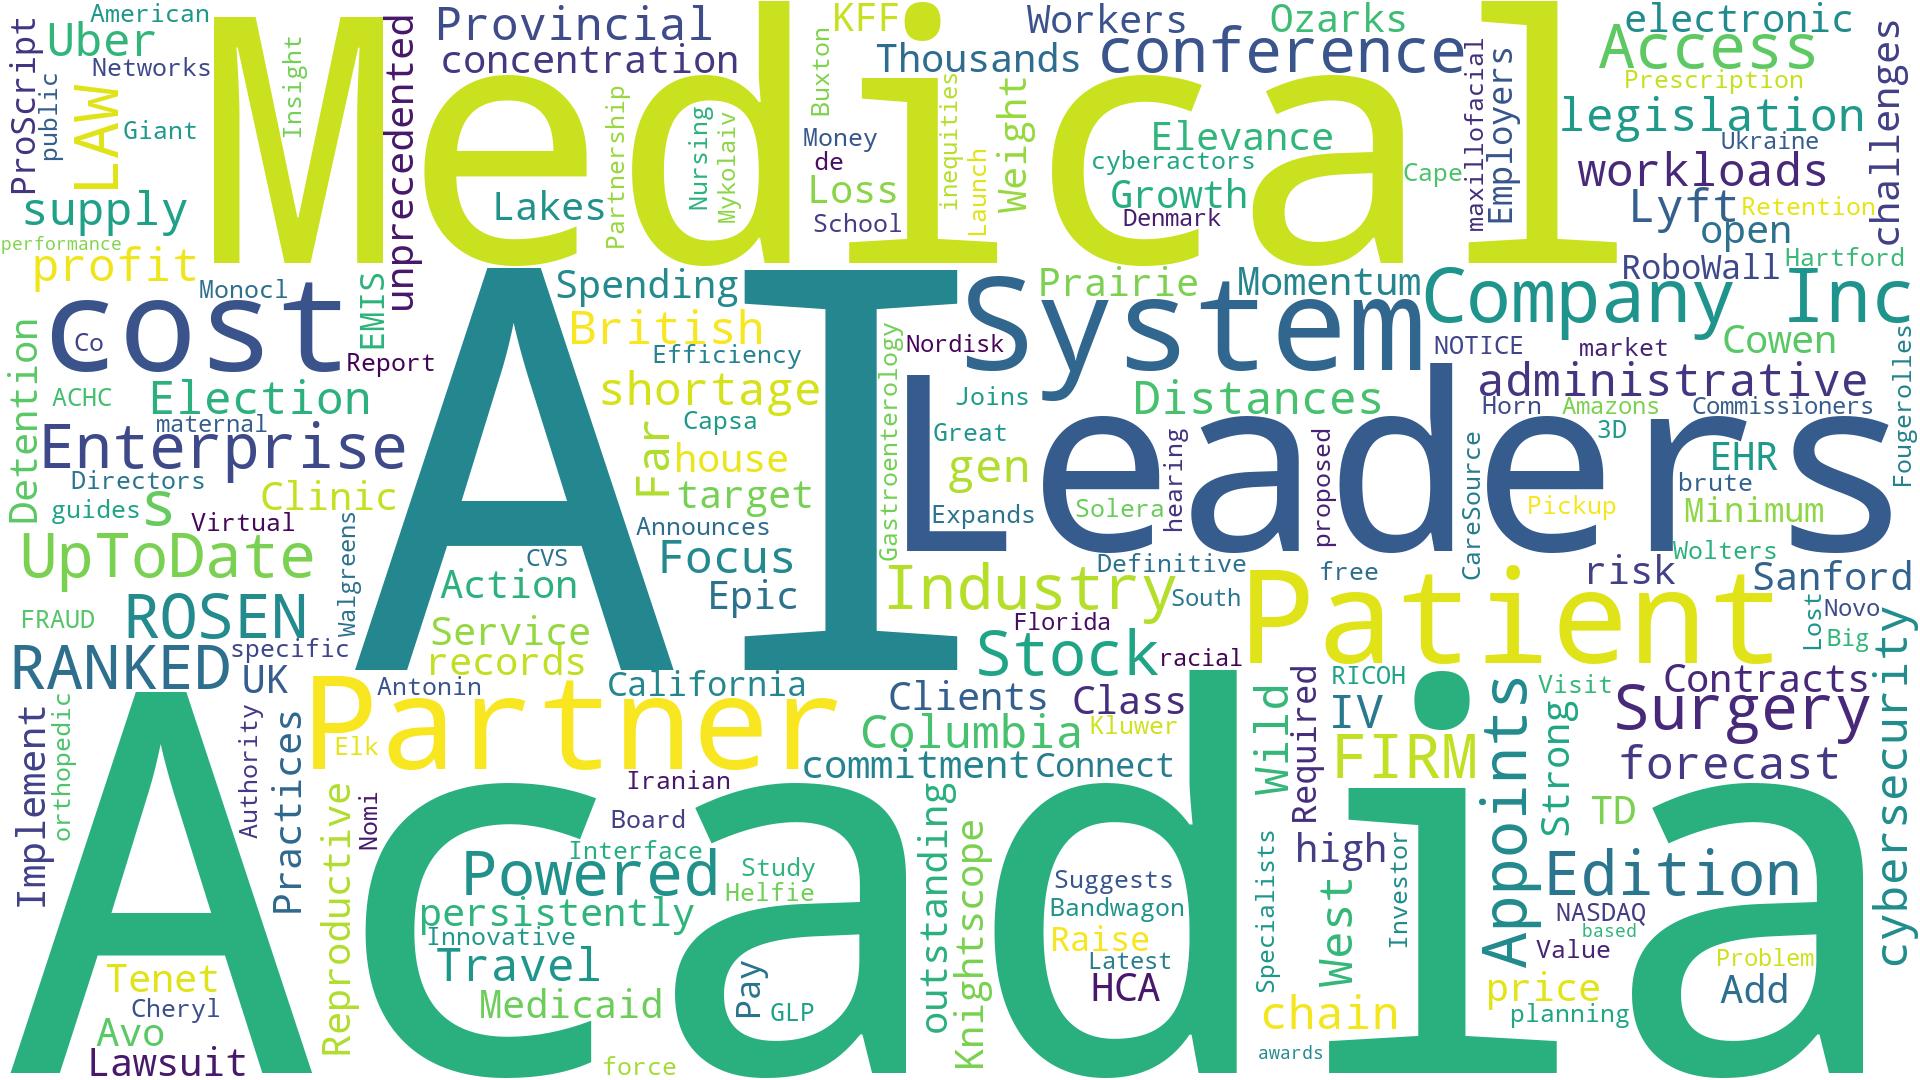 American
Uber
Networks
ProScript
public
LAW
Giant
Insight
Medical
unprecedented
Provincial
concentration
KFF
Workers
Thousands
conference
Ozarks
electronic
Access
Prescription
challenges
legislation
Employers
maxillofacial
Ukraine
workloads
Lyft
Retention
open
supply
performance
profit
Lakes
Partnership
Nursing
Mykolaiv
Buxton
Money
de
Loss
School
inequities
Launch
Weight
Elevance
cyberactors
Growth
Denmark
Cape
Monocl
cost
Co
EMIS
Report
Spending
British
Efficiency
shortage
AI
Prairie
Momentum
System
RoboWall
Hartford
Company Inc
Nordisk
NOTICE
market
Cowen
Fougerolles
Detention
ACHC
Election
maternal
Enterprise
Directors
guides
s
Clinic
Virtual
Capsa
Far
house
target
Gastroenterology
Joins
Great
gen
Expands
Distances
Leaders
Solera
hearing
proposed
administrative
Horn
Amazons
Commissioners
3D
CareSource
EHR
brute
Pickup
Minimum
UpToDate
Walgreens
Announces
CVS
Focus
Action
Epic
Industry
Definitive
South
free
Wolters
risk
Sanford
FRAUD
ROSEN
specific
Service
records
Florida
Stock
racial
Patient
Lost
Novo
Big
RANKED
UK
Antonin
California
Clients
Class
RICOH
Visit
Contracts
Surgery
cybersecurity
Implement
orthopedic
Authority
Practices
Partner
Elk
Columbia
Kluwer
commitment
Connect
Wild
Required
IV
FIRM
Appoints
Strong
forecast
Iranian
Board
Interface
Reproductive
Nomi
Acadia
Powered
Study
Helfie
persistently
Innovative
Travel
Medicaid
Pay
GLP
force
outstanding
Knightscope
Suggests
Bandwagon
Raise
Latest
HCA
Specialists
high
West
Investor
TD
Edition
NASDAQ
based
Value
Problem
price
Add
planning
chain
awards
Tenet
Cheryl
Avo
Lawsuit